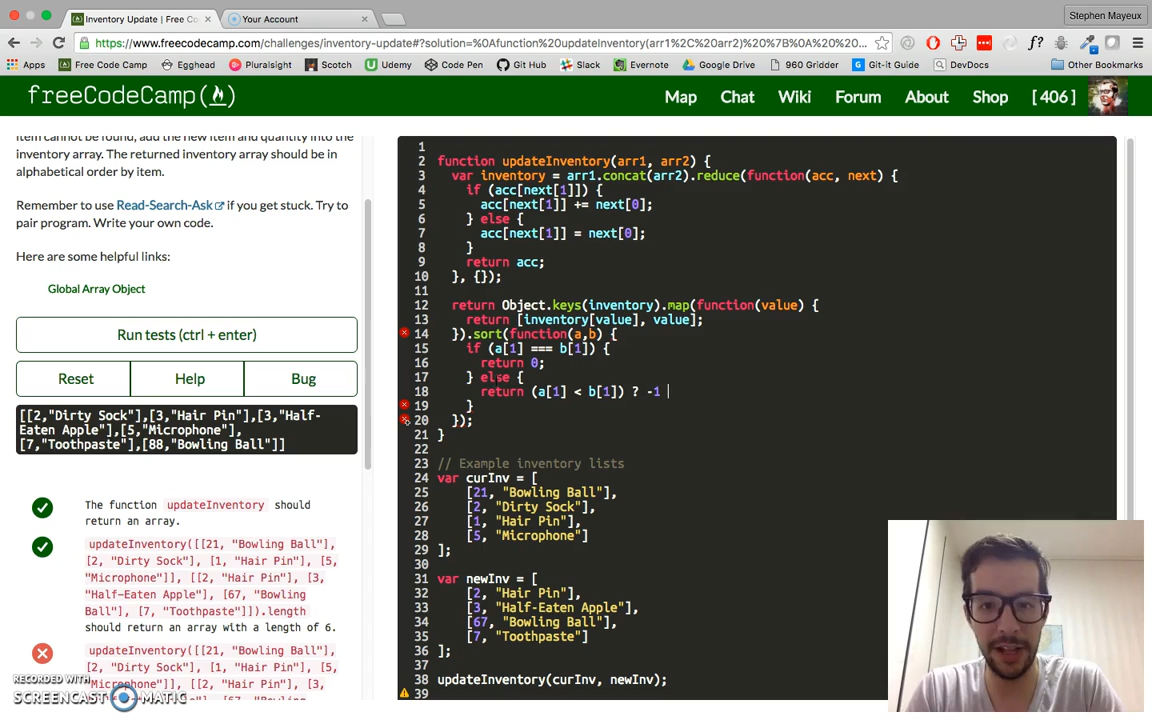 Inventory Update | Free Co
Your Account
Stephen Mayeux
https://www.freecodecamp.com/challenges/inventory-update#?solution=%0Afunction%20updateInventory(arr1%2C%20arr2)%20%7B%0A%20%20...
Apps Free Code Camp Egghead Pluralsight Scotch Udemy Code Pen Git Hub Slack Evernote Google Drive 960 Gridder Git-it Guide DevDocs Other Bookmarks
freeCodeCamp Map Chat Wiki Forum About Shop [ 406 ]
item cannot be found, add the new item and quantity into the
inventory array. The returned inventory array should be in
alphabetical order by item.
Remember to use Read-Search-Ask if you get stuck. Try to
pair program. Write your own code.
Here are some helpful links:
Global Array Object
Run tests (ctrl + enter)
Reset Help Bug
[[2,"Dirty Sock"],[3,"Hair Pin"],[3,"Half-
Eaten Apple"],[5,"Microphone"],
[7,"Toothpaste"],[88,"Bowling Ball"]]
The function updateInventory should
return an array.
updateInventory([[21, "Bowling Ball"],
[2, "Dirty Sock"], [1, "Hair Pin"], [5,
"Microphone"]], [[2, "Hair Pin"], [3,
"Half-Eaten Apple"], [67, "Bowling
Ball"], [7, "Toothpaste"]]).length
should return an array with a length of 6.
updateInventory([[21, "Bowling Ball"],
[2, "Dirty Sock"], [1, "Hair Pin"], [5,
"Microphone"]], [[2, "Hair Pin"], [3,
"Half-Eaten Apple"], [67, "Bowling
RECORDED WITH
SCREENCAST MATIC
1
2 function updateInventory(arr1, arr2) {
3 var inventory = arr1.concat(arr2).reduce(function(acc, next) {
4 if (acc[next[1]]) {
5 acc[next[1]] += next[0];
6 } else {
7 acc[next[1]] = next[0];
8 }
9 return acc;
10 }, {});
11
12 return Object.keys(inventory).map(function(value) {
13 return [inventory[value], value];
14 }).sort(function(a,b) {
15 if (a[1] === b[1]) {
16 return 0;
17 } else {
18 return (a[1] < b[1]) ? -1
19 }
20 });
21 }
22
23 // Example inventory lists
24 var curInv = [
25 [21, "Bowling Ball"],
26 [2, "Dirty Sock"],
27 [1, "Hair Pin"],
28 [5, "Microphone"]
29 ];
30
31 var newInv = [
32 [2, "Hair Pin"],
33 [3, "Half-Eaten Apple"],
34 [67, "Bowling Ball"],
35 [7, "Toothpaste"]
36 ];
37
38 updateInventory(curInv, newInv);
39